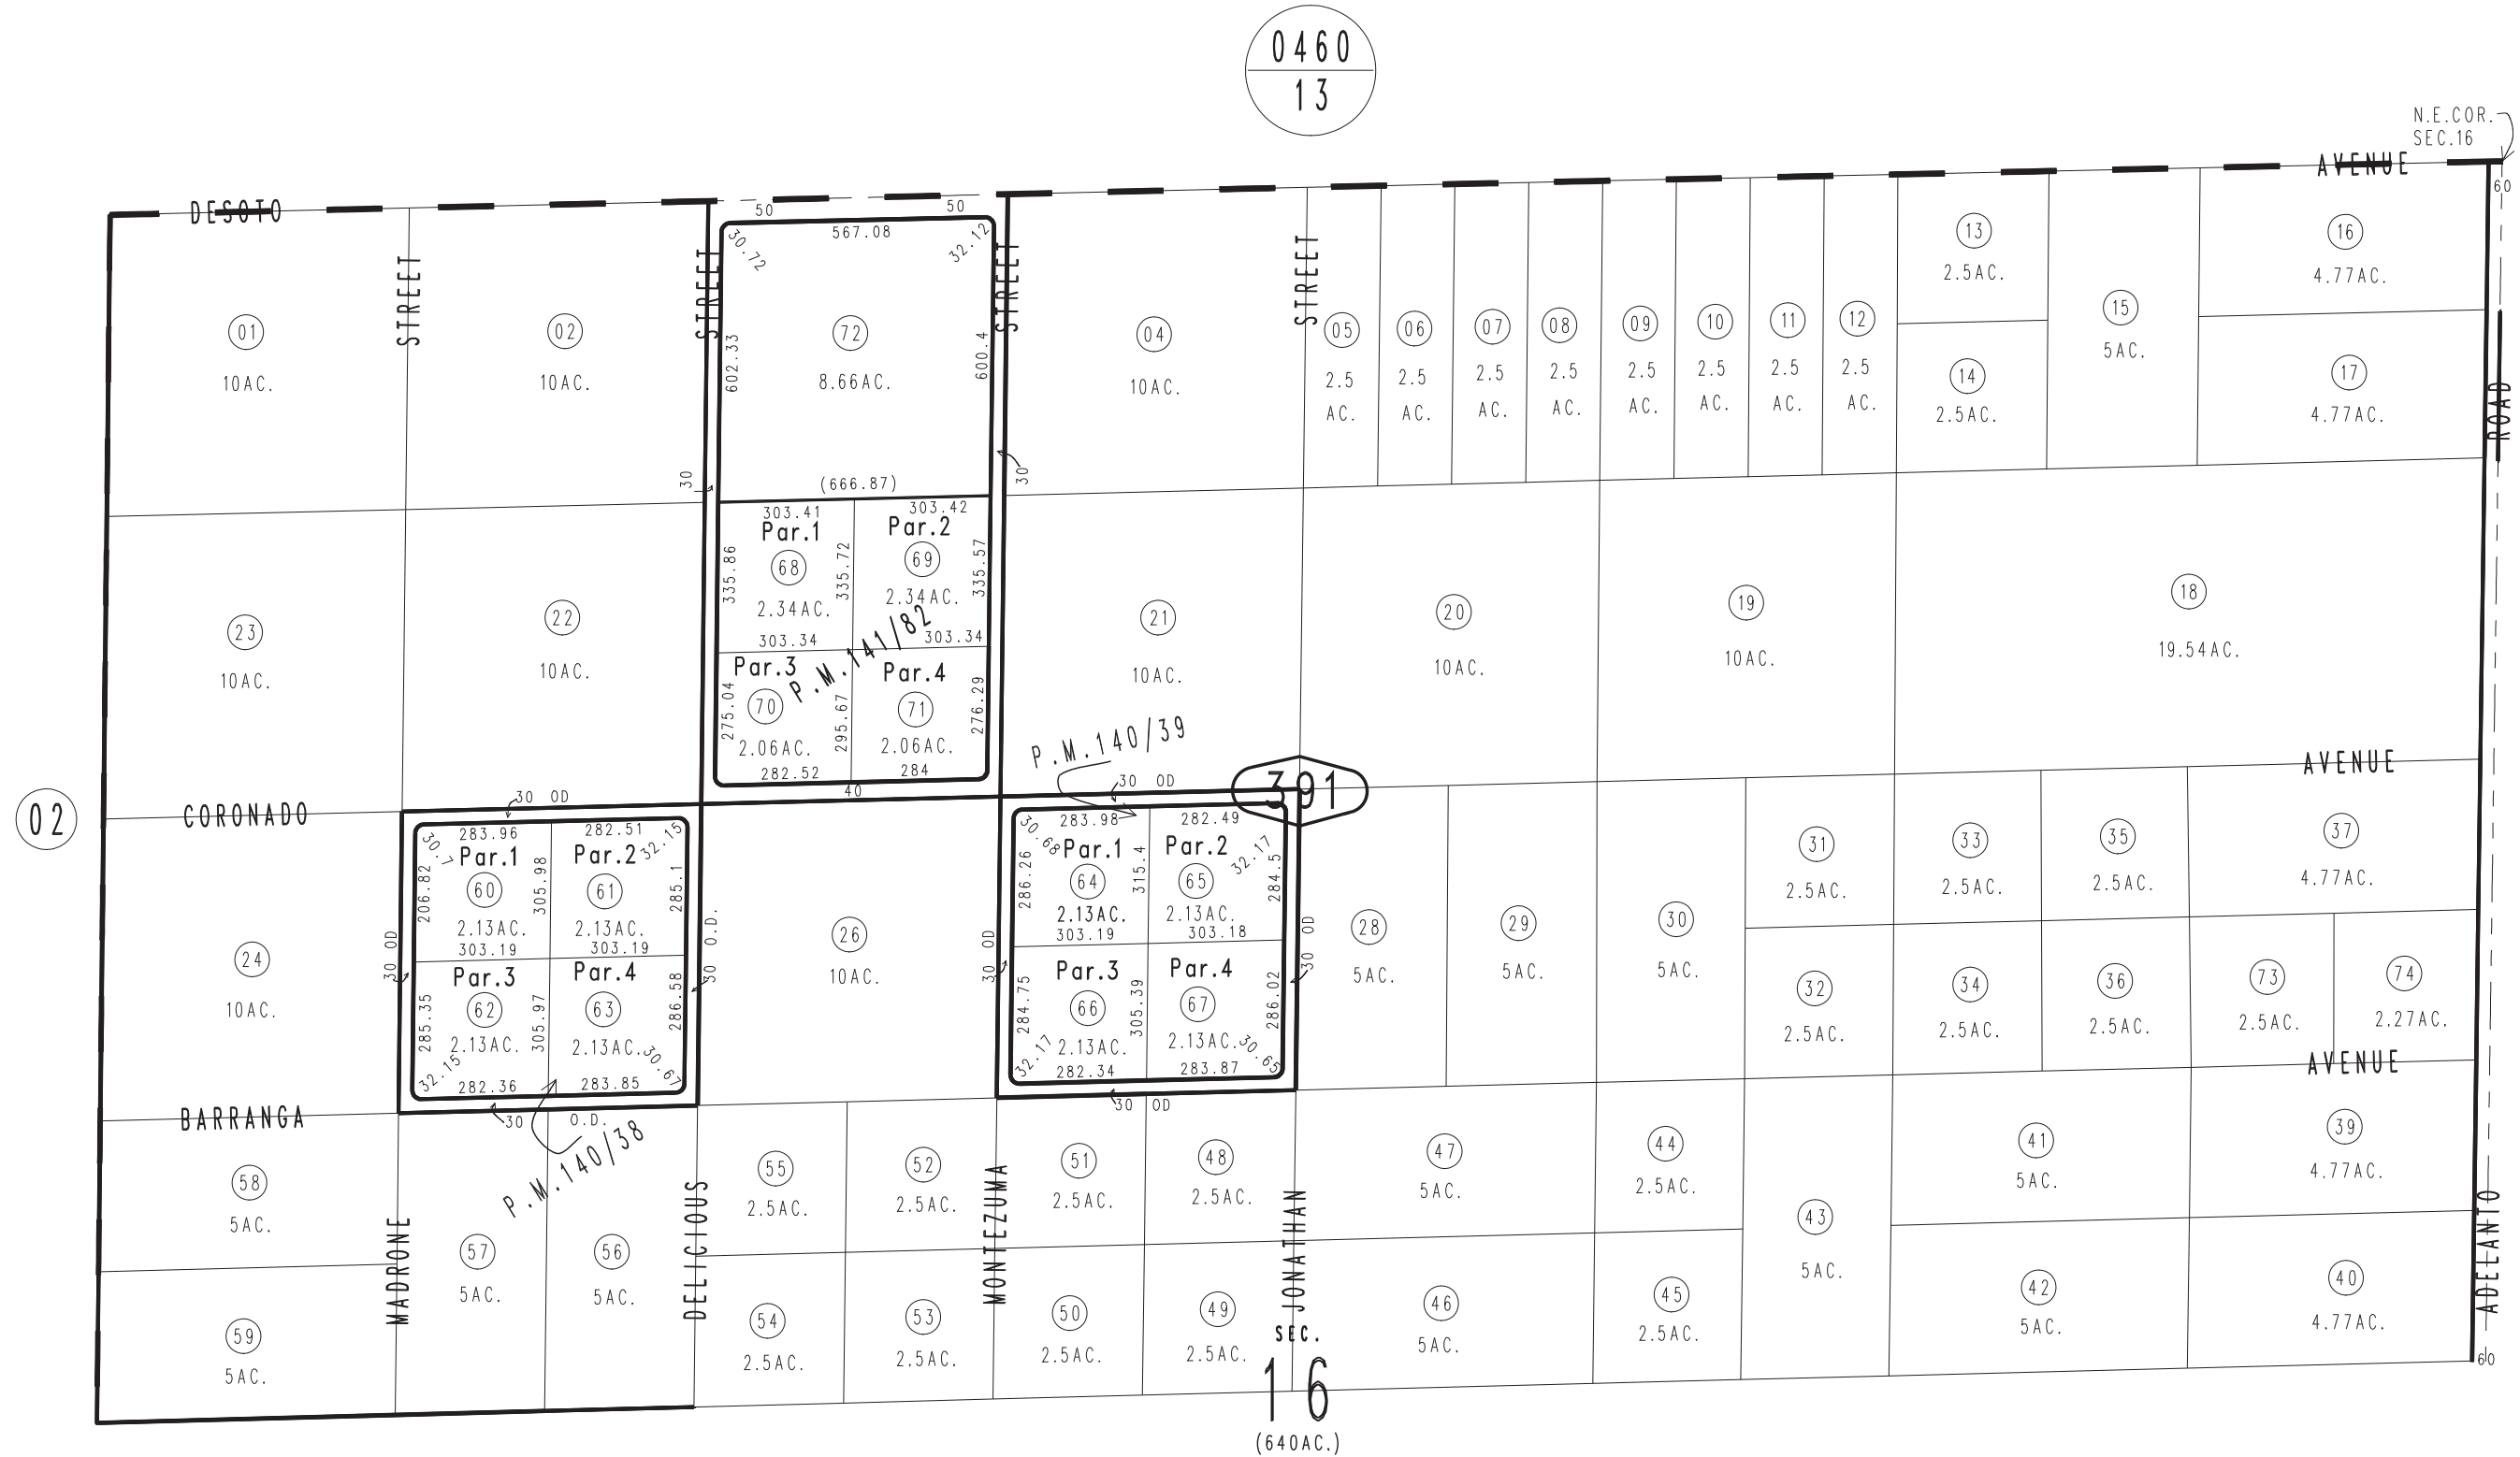 0460
13
N.E.COR.
SEC.16
DESOTO
AVENUE
60
50
50
567.08
30.72
32.12
STREET
STREET
STREET
STREET
ROAD
01
10AC.
02
10AC.
72
8.66AC.
602.33
600.4
(666.87)
30
30
04
10AC.
05
2.5
AC.
06
2.5
AC.
07
2.5
AC.
08
2.5
AC.
09
2.5
AC.
10
2.5
AC.
11
2.5
AC.
12
2.5
AC.
13
2.5AC.
14
2.5AC.
15
5AC.
16
4.77AC.
17
4.77AC.
23
10AC.
22
10AC.
303.41
Par.1
68
2.34AC.
335.86
335.72
303.34
303.42
Par.2
69
2.34AC.
335.57
303.34
P.M.141/82
Par.3
70
2.06AC.
275.04
295.67
282.52
Par.4
71
2.06AC.
276.29
284
40
21
10AC.
20
10AC.
19
10AC.
18
19.54AC.
P.M.140/39
391
02
CORONADO
AVENUE
30 OD
30 OD
24
10AC.
30 OD
283.96
30.7
Par.1
60
2.13AC.
206.82
305.98
303.19
282.51
32.15
Par.2
61
2.13AC.
285.1
303.19
Par.3
62
2.13AC.
285.35
305.97
32.15
282.36
Par.4
63
2.13AC.
286.58
30.67
283.85
30 O.D.
26
10AC.
30 OD
283.98
30.68
Par.1
64
2.13AC.
286.26
315.4
303.19
282.49
32.17
Par.2
65
2.13AC.
284.5
303.18
Par.3
66
2.13AC.
284.75
305.39
32.17
282.34
Par.4
67
2.13AC.
286.02
30.65
283.87
30 OD
28
5AC.
29
5AC.
30
5AC.
31
2.5AC.
32
2.5AC.
33
2.5AC.
34
2.5AC.
35
2.5AC.
36
2.5AC.
37
4.77AC.
73
2.5AC.
74
2.27AC.
BARRANGA
AVENUE
30 O.D.
30 OD
P.M.140/38
58
5AC.
59
5AC.
MADRONE
57
5AC.
56
5AC.
DELICIOUS
55
2.5AC.
52
2.5AC.
54
2.5AC.
53
2.5AC.
MONTEZUMA
51
2.5AC.
48
2.5AC.
50
2.5AC.
49
2.5AC.
JONATHAN
47
5AC.
46
5AC.
44
2.5AC.
45
2.5AC.
43
5AC.
41
5AC.
42
5AC.
39
4.77AC.
40
4.77AC.
ADELANTO
60
SEC.
16
(640AC.)